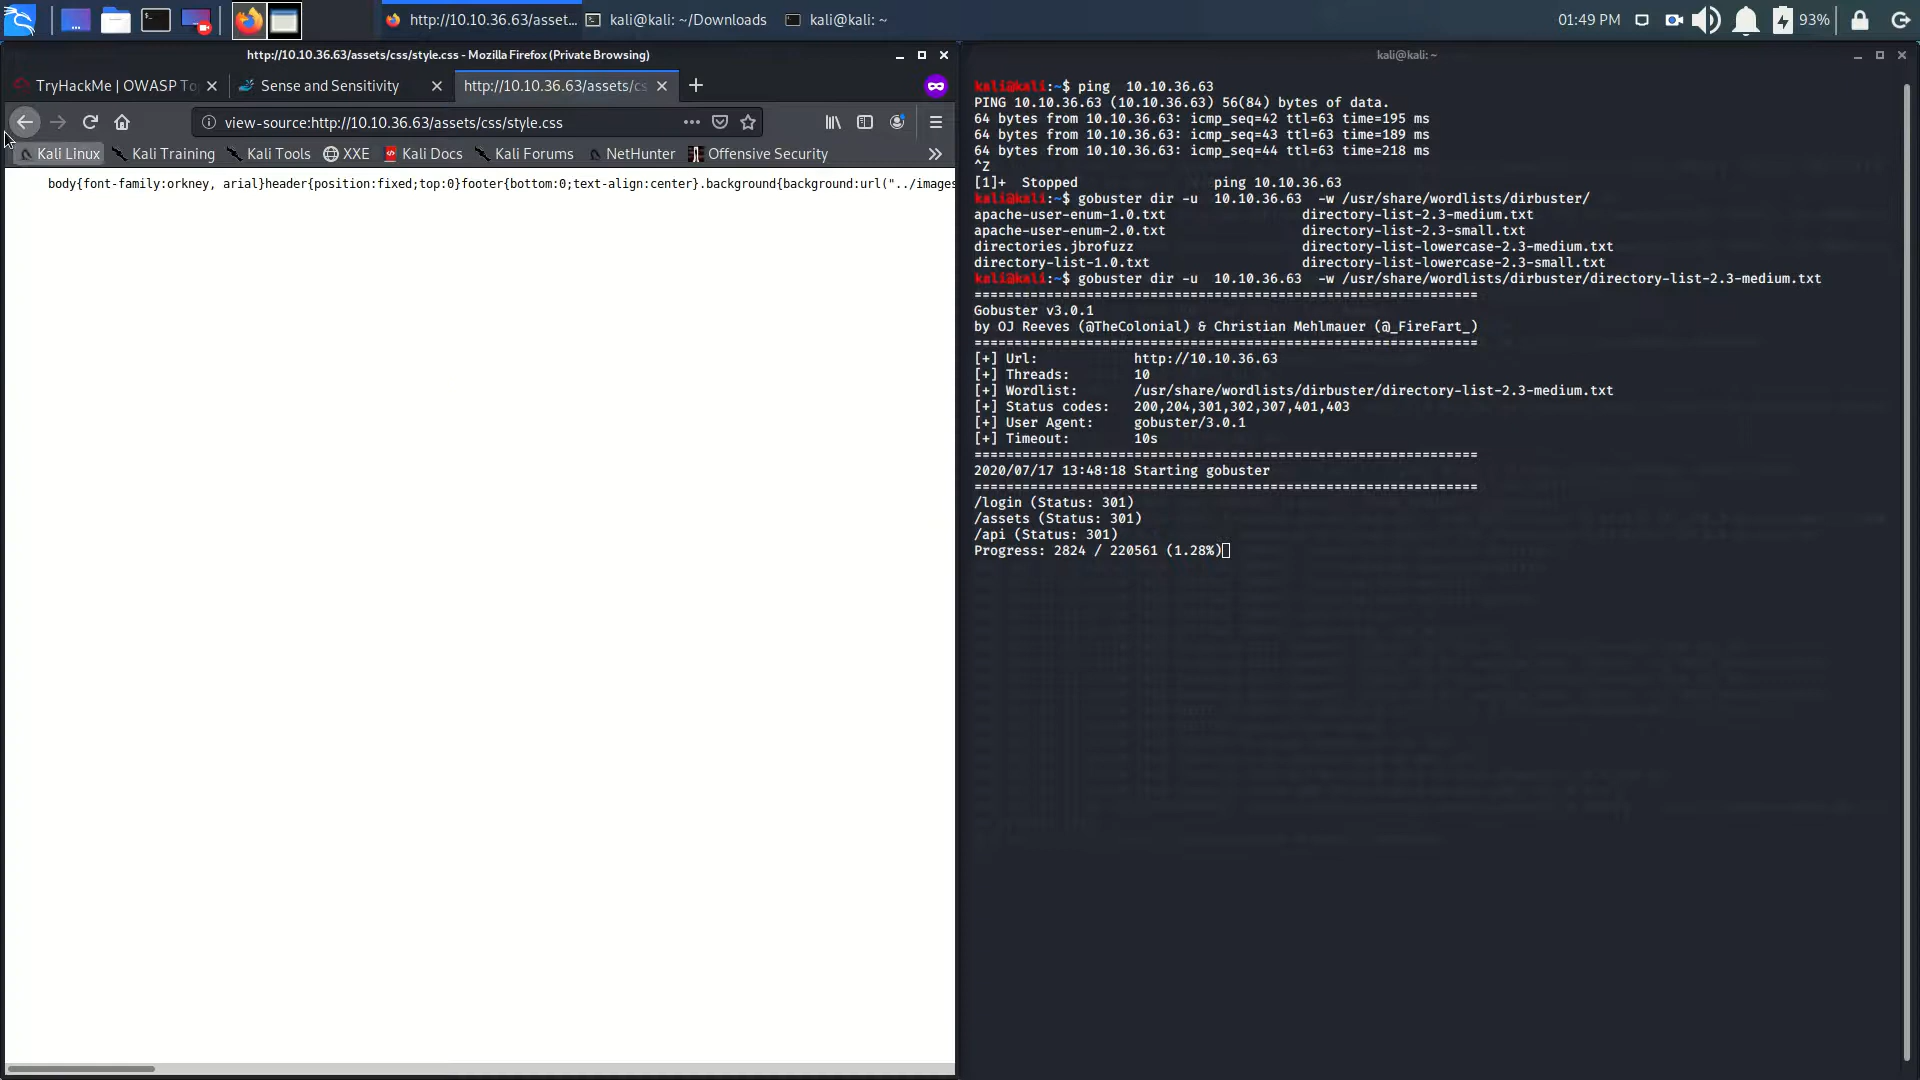 http://10.10.36.63/asset...
kali@kali: ~/Downloads
kali@kali: ~
01:49 PM
93%
http://10.10.36.63/assets/css/style.css - Mozilla Firefox (Private Browsing)
TryHackMe | OWASP To
Sense and Sensitivity
http://10.10.36.63/assets/cs
view-source:http://10.10.36.63/assets/css/style.css
Kali Linux
Kali Training
Kali Tools
XXE
Kali Docs
Kali Forums
NetHunter
Offensive Security
body{font-family:orkney, arial}header{position:fixed;top:0}footer{bottom:0;text-align:center}.background{background:url("../images
kali@kali: ~
kali@kali:~$ ping  10.10.36.63
PING 10.10.36.63 (10.10.36.63) 56(84) bytes of data.
64 bytes from 10.10.36.63: icmp_seq=42 ttl=63 time=195 ms
64 bytes from 10.10.36.63: icmp_seq=43 ttl=63 time=189 ms
64 bytes from 10.10.36.63: icmp_seq=44 ttl=63 time=218 ms
^Z
[1]+  Stopped                 ping 10.10.36.63
kali@kali:~$ gobuster dir -u  10.10.36.63  -w /usr/share/wordlists/dirbuster/
apache-user-enum-1.0.txt                 directory-list-2.3-medium.txt
apache-user-enum-2.0.txt                 directory-list-2.3-small.txt
directories.jbrofuzz                     directory-list-lowercase-2.3-medium.txt
directory-list-1.0.txt                   directory-list-lowercase-2.3-small.txt
kali@kali:~$ gobuster dir -u  10.10.36.63  -w /usr/share/wordlists/dirbuster/directory-list-2.3-medium.txt
===============================================================
Gobuster v3.0.1
by OJ Reeves (@TheColonial) & Christian Mehlmauer (@_FireFart_)
===============================================================
[+] Url:            http://10.10.36.63
[+] Threads:        10
[+] Wordlist:       /usr/share/wordlists/dirbuster/directory-list-2.3-medium.txt
[+] Status codes:   200,204,301,302,307,401,403
[+] User Agent:     gobuster/3.0.1
[+] Timeout:        10s
===============================================================
2020/07/17 13:48:18 Starting gobuster
===============================================================
/login (Status: 301)
/assets (Status: 301)
/api (Status: 301)
Progress: 2824 / 220561 (1.28%)